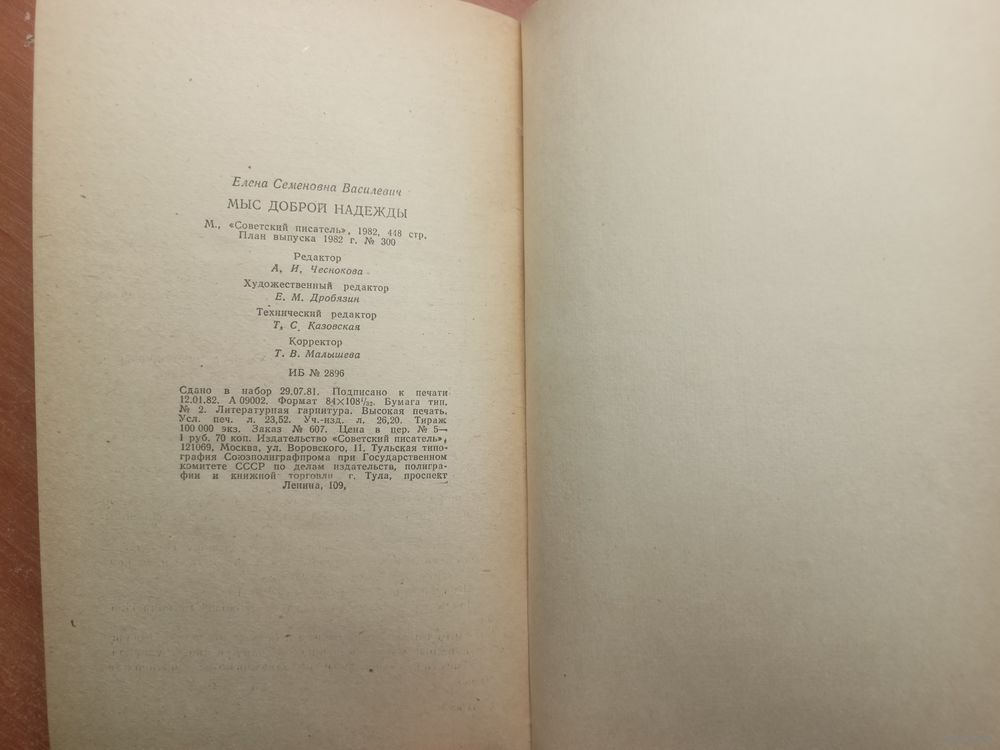 Елена Семеновна Василевич
МЫС ДОБРОЙ НАДЕЖДЫ
М., «Советский писатель», 1982, 448 стр.
План выпуска 1982 г. № 300
Редактор
А. И. Чеснокова
Художественный редактор
Е. М. Дробязин
Технический редактор
Т. С. Казовская
Корректор
Т. В. Малышева
ИБ № 2896
Сдано в набор 29.07.81. Подписано к печати
12.01.82. А 09002. Формат 84×108¹/₃₂. Бумага тип.
№ 2. Литературная гарнитура. Высокая печать.
Усл. печ. л. 23,52. Уч.-изд. л. 26,20. Тираж
100 000 экз. Заказ № 607. Цена в пер. № 5—
1 руб. 70 коп. Издательство «Советский писатель»,
121069, Москва, ул. Воровского, 11. Тульская типо-
графия Союзполиграфпрома при Государственном
комитете СССР по делам издательств, полигра-
фии и книжной торговли г. Тула, проспект
Ленина, 109,